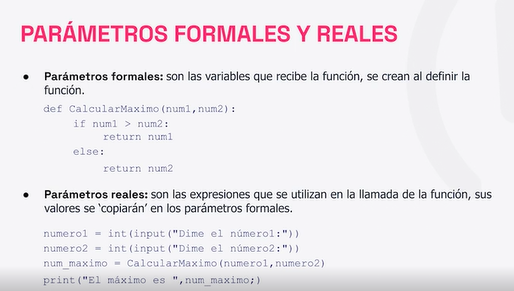 PARÁMETROS FORMALES Y REALES
● Parámetros formales: son las variables que recibe la función, se crean al definir la
función.
def CalcularMaximo(num1,num2):
if num1 > num2:
return num1
else:
return num2
● Parámetros reales: son las expresiones que se utilizan en la llamada de la función, sus
valores se ‘copiarán’ en los parámetros formales.
numero1 = int(input("Dime el número1:"))
numero2 = int(input("Dime el número2:"))
num_maximo = CalcularMaximo(numero1,numero2)
print("El máximo es ",num_maximo;)